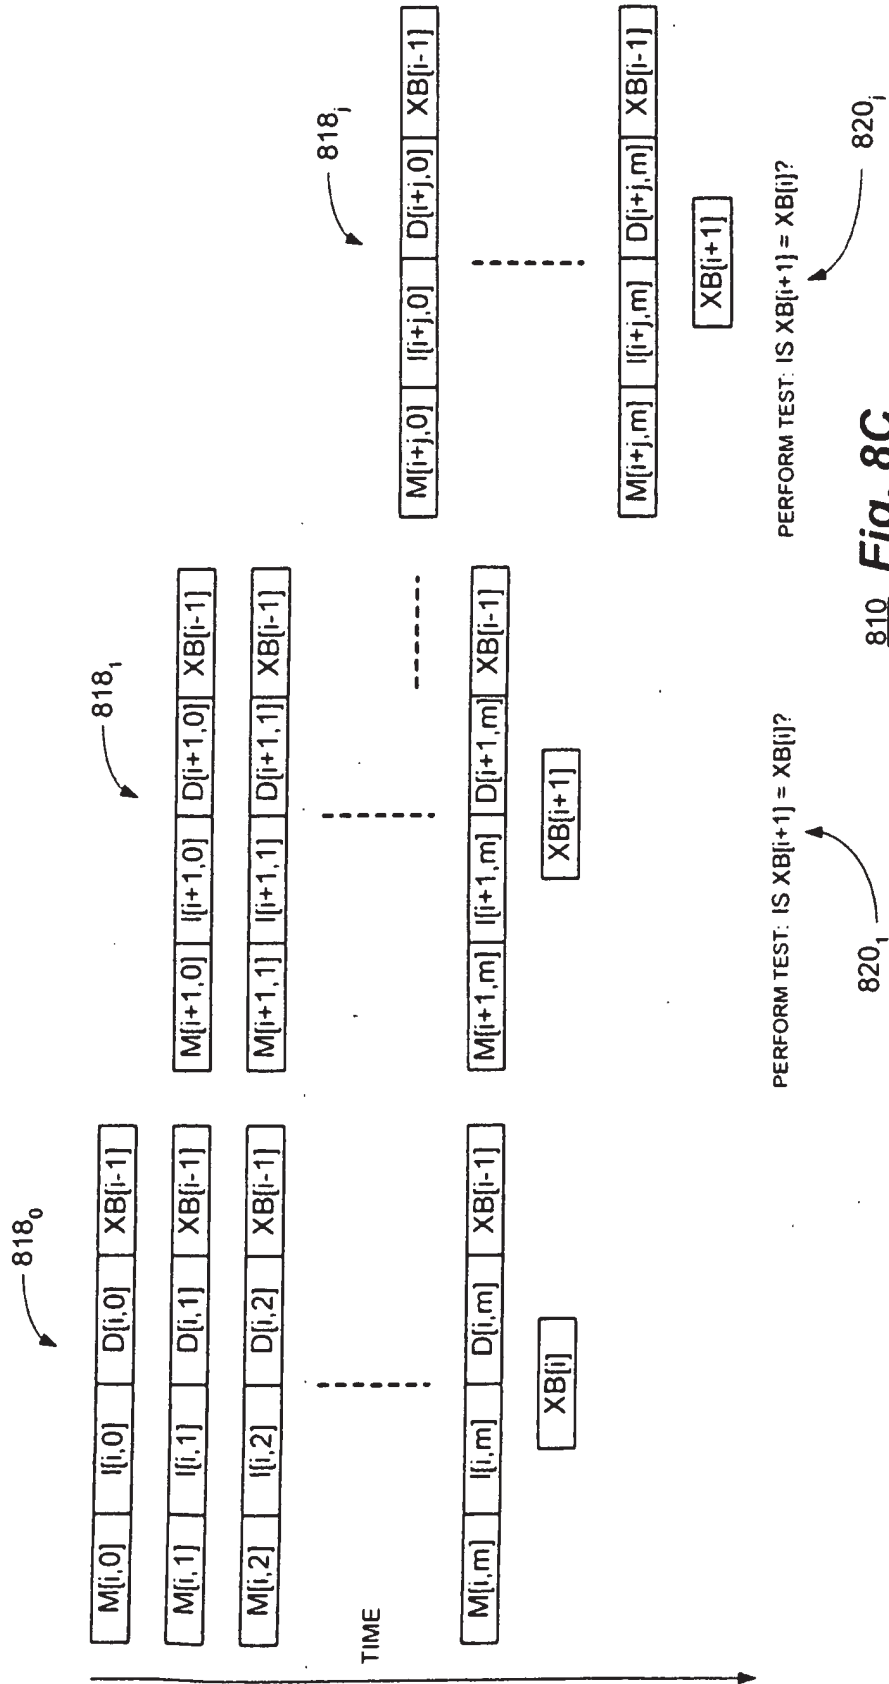 818₀
M[i,0] I[i,0] D[i,0] XB[i-1]
818₁
M[i,1] I[i,1] D[i,1] XB[i-1]
M[i+1,0] I[i+1,0] D[i+1,0] XB[i-1]
M[i,2] I[i,2] D[i,2] XB[i-1]
M[i+1,1] I[i+1,1] D[i+1,1] XB[i-1]
818ⱼ
TIME
M[i+j,0] I[i+j,0] D[i+j,0] XB[i-1]
M[i,m] I[i,m] D[i,m] XB[i-1]
M[i+1,m] I[i+1,m] D[i+1,m] XB[i-1]
XB[i]
XB[i+1]
M[i+j,m] I[i+j,m] D[i+j,m] XB[i-1]
XB[i+1]
PERFORM TEST: IS XB[i+1] = XB[i]?
PERFORM TEST: IS XB[i+1] = XB[i]?
820₁
820ⱼ
810 Fig. 8C